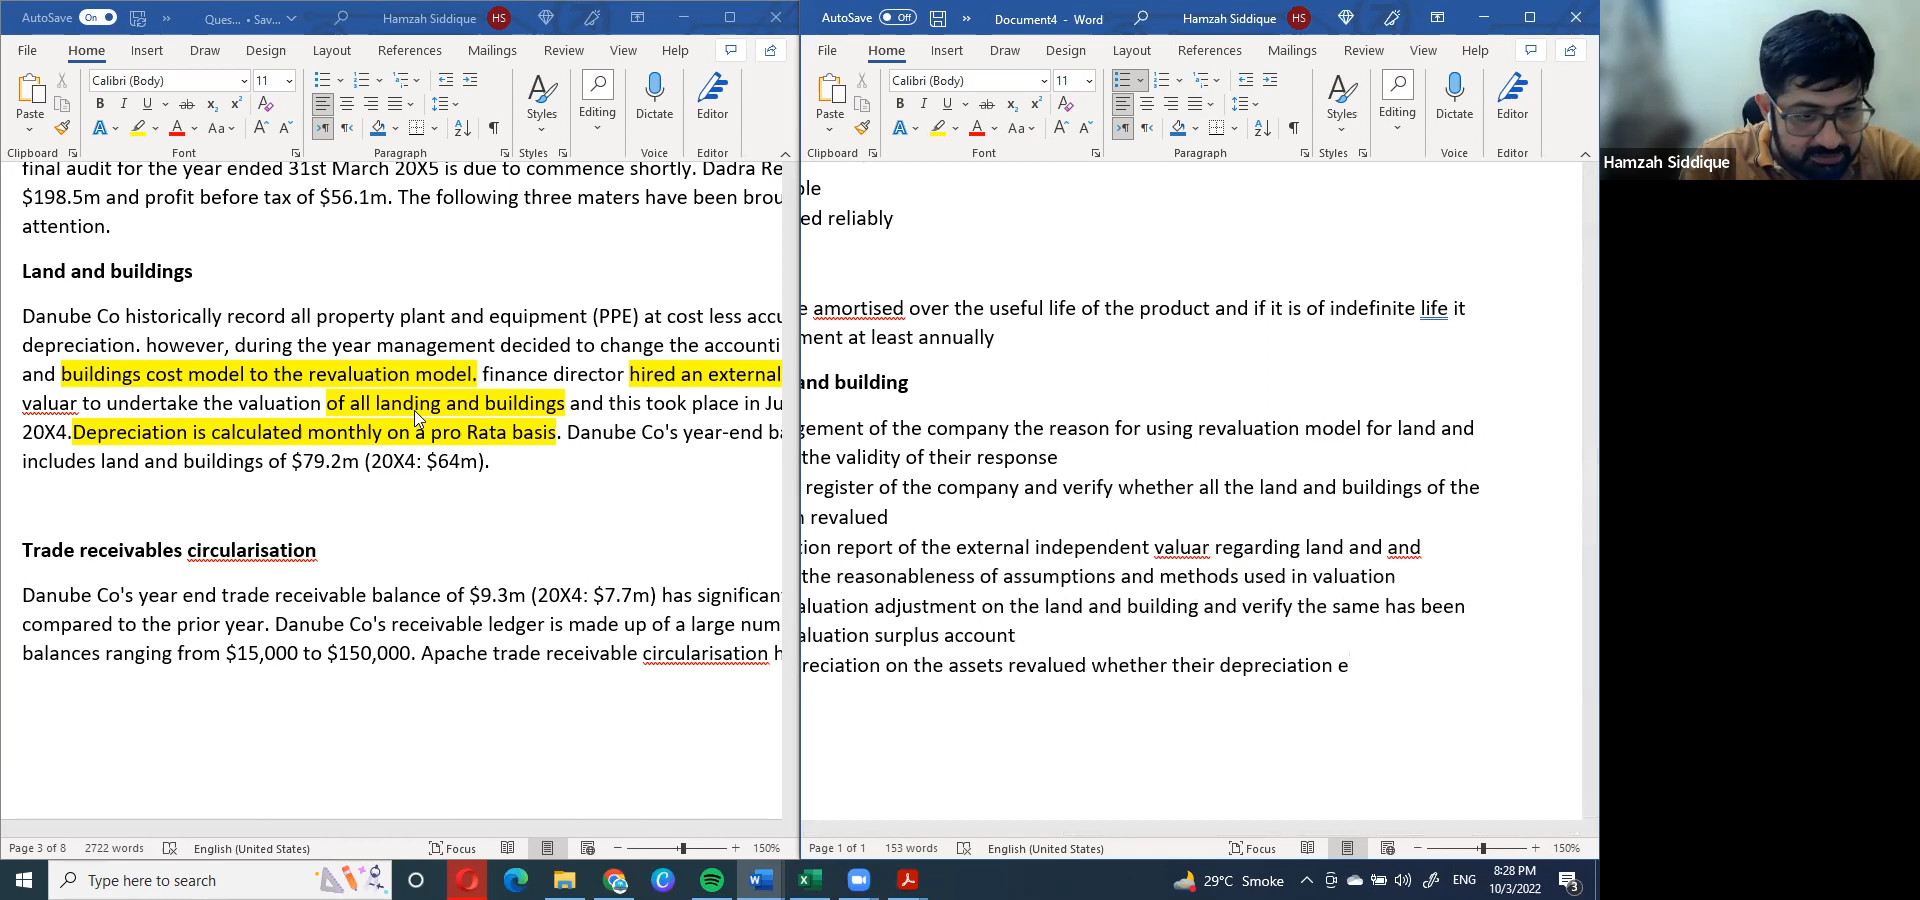 AutoSave On Ques... • Sav... Hamzah Siddique HS
File Home Insert Draw Design Layout References Mailings Review View Help
Calibri (Body) 11
Paste Styles Editing Dictate Editor
Clipboard Font Paragraph Styles Voice Editor
final audit for the year ended 31st March 20X5 is due to commence shortly. Dadra Re
$198.5m and profit before tax of $56.1m. The following three maters have been brou
attention.
Land and buildings
Danube Co historically record all property plant and equipment (PPE) at cost less accu
depreciation. however, during the year management decided to change the accounti
and buildings cost model to the revaluation model. finance director hired an external
valuar to undertake the valuation of all landing and buildings and this took place in Ju
20X4.Depreciation is calculated monthly on a pro Rata basis. Danube Co's year-end ba
includes land and buildings of $79.2m (20X4: $64m).
Trade receivables circularisation
Danube Co's year end trade receivable balance of $9.3m (20X4: $7.7m) has significan
compared to the prior year. Danube Co's receivable ledger is made up of a large num
balances ranging from $15,000 to $150,000. Apache trade receivable circularisation h
Page 3 of 8 2722 words English (United States) Focus 150%
AutoSave Off Document4 - Word Hamzah Siddique HS
File Home Insert Draw Design Layout References Mailings Review View Help
Calibri (Body) 11
Paste Styles Editing Dictate Editor
Clipboard Font Paragraph Styles Voice Editor
ple
ed reliably
e amortised over the useful life of the product and if it is of indefinite life it
ment at least annually
and building
gement of the company the reason for using revaluation model for land and
the validity of their response
register of the company and verify whether all the land and buildings of the
n revalued
tion report of the external independent valuar regarding land and and
the reasonableness of assumptions and methods used in valuation
aluation adjustment on the land and building and verify the same has been
aluation surplus account
reciation on the assets revalued whether their depreciation e
Page 1 of 1 153 words English (United States) Focus 150%
Hamzah Siddique
Type here to search
29°C Smoke ENG 8:28 PM
10/3/2022 3